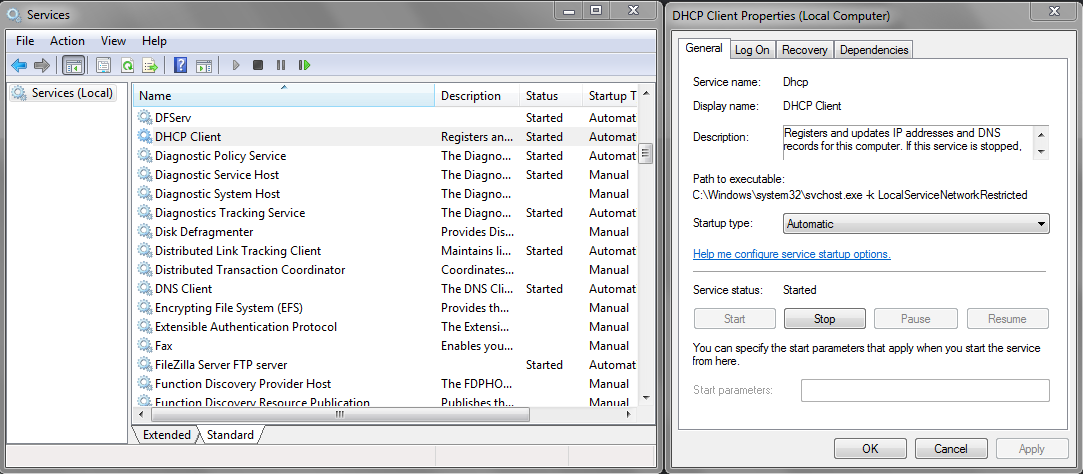 Services
File Action View Help
Services (Local)
Name Description Status Startup T
DFServ Started Automat
DHCP Client Registers an... Started Automat
Diagnostic Policy Service The Diagno... Started Automat
Diagnostic Service Host The Diagno... Started Manual
Diagnostic System Host The Diagno... Manual
Diagnostics Tracking Service The Diagno... Started Automat
Disk Defragmenter Provides Dis... Manual
Distributed Link Tracking Client Maintains li... Started Automat
Distributed Transaction Coordinator Coordinates... Manual
DNS Client The DNS Cli... Started Automat
Encrypting File System (EFS) Provides th... Manual
Extensible Authentication Protocol The Extensi... Manual
Fax Enables you... Manual
FileZilla Server FTP server Started Automat
Function Discovery Provider Host The FDPHO... Manual
Function Discovery Resource Publication Publishes th... Manual
Extended Standard
DHCP Client Properties (Local Computer)
General Log On Recovery Dependencies
Service name: Dhcp
Display name: DHCP Client
Description: Registers and updates IP addresses and DNS
records for this computer. If this service is stopped,
Path to executable:
C:\Windows\system32\svchost.exe -k LocalServiceNetworkRestricted
Startup type: Automatic
Help me configure service startup options.
Service status: Started
Start Stop Pause Resume
You can specify the start parameters that apply when you start the service
from here.
Start parameters:
OK Cancel Apply